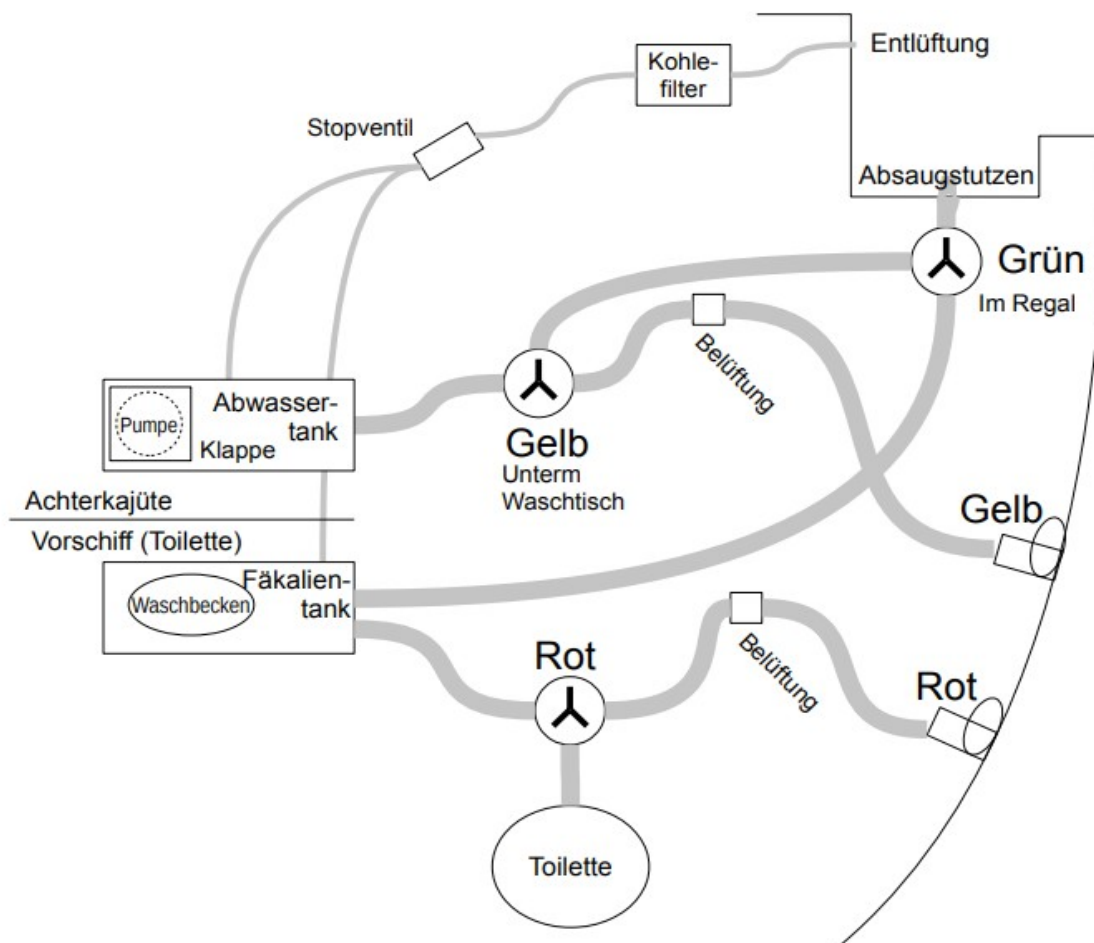 Entlüftung
Kohle-
filter
Stopventil
Absaugstutzen
Grün
Im Regal
Belüftung
Abwasser-
tank
Pumpe
Klappe
Gelb
Unterm
Waschtisch
Achterkajüte
Gelb
Vorschiff (Toilette)
Fäkalien-
tank
Waschbecken
Rot
Belüftung
Rot
Toilette